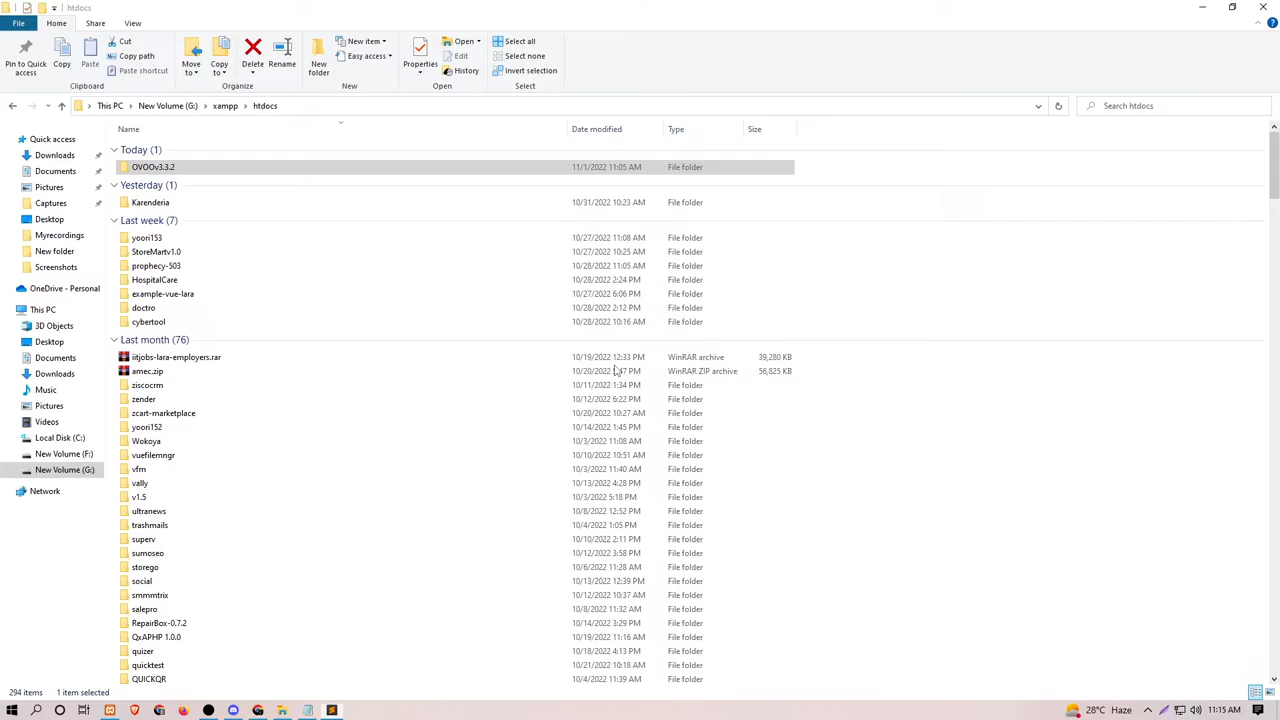 htdocs
File Home Share View
Pin to Quick access
Copy
Paste
Cut
Copy path
Paste shortcut
Clipboard
Move to
Copy to
Delete
Rename
Organize
New folder
New item
Easy access
New
Properties
Open
Edit
History
Open
Select all
Select none
Invert selection
Select
This PC > New Volume (G:) > xampp > htdocs
Search htdocs
Quick access
Downloads
Documents
Pictures
Captures
Desktop
Myrecordings
New folder
Screenshots
OneDrive - Personal
This PC
3D Objects
Desktop
Documents
Downloads
Music
Pictures
Videos
Local Disk (C:)
New Volume (F:)
New Volume (G:)
Network
Name Date modified Type Size
Today (1)
OVOOv3.3.2 11/1/2022 11:05 AM File folder
Yesterday (1)
Karenderia 10/31/2022 10:23 AM File folder
Last week (7)
yoori153 10/27/2022 11:08 AM File folder
StoreMartv1.0 10/27/2022 10:25 AM File folder
prophecy-503 10/28/2022 11:05 AM File folder
HospitalCare 10/28/2022 2:24 PM File folder
example-vue-lara 10/27/2022 6:06 PM File folder
doctro 10/28/2022 2:12 PM File folder
cybertool 10/28/2022 10:16 AM File folder
Last month (76)
iitjobs-lara-employers.rar 10/19/2022 12:33 PM WinRAR archive 39,280 KB
amec.zip 10/20/2022 PM WinRAR ZIP archive 56,825 KB
ziscocrm 10/11/2022 1:34 PM File folder
zender 10/12/2022 6:22 PM File folder
zcart-marketplace 10/20/2022 10:27 AM File folder
yoori152 10/14/2022 1:45 PM File folder
Wokoya 10/3/2022 11:08 AM File folder
vuefilemngr 10/10/2022 10:51 AM File folder
vfm 10/3/2022 11:40 AM File folder
vally 10/13/2022 4:28 PM File folder
v1.5 10/3/2022 5:18 PM File folder
ultranews 10/8/2022 12:52 PM File folder
trashmails 10/4/2022 1:05 PM File folder
superv 10/10/2022 2:11 PM File folder
sumoseo 10/12/2022 3:58 PM File folder
storego 10/6/2022 11:28 AM File folder
social 10/13/2022 12:39 PM File folder
smmmtrix 10/12/2022 10:37 AM File folder
salepro 10/8/2022 11:32 AM File folder
RepairBox-0.7.2 10/14/2022 3:29 PM File folder
QxAPHP 1.0.0 10/19/2022 11:16 AM File folder
quizer 10/18/2022 4:13 PM File folder
quicktest 10/21/2022 10:18 AM File folder
QUICKQR 10/4/2022 11:39 AM File folder
294 items 1 item selected
28°C Haze 11:15 AM